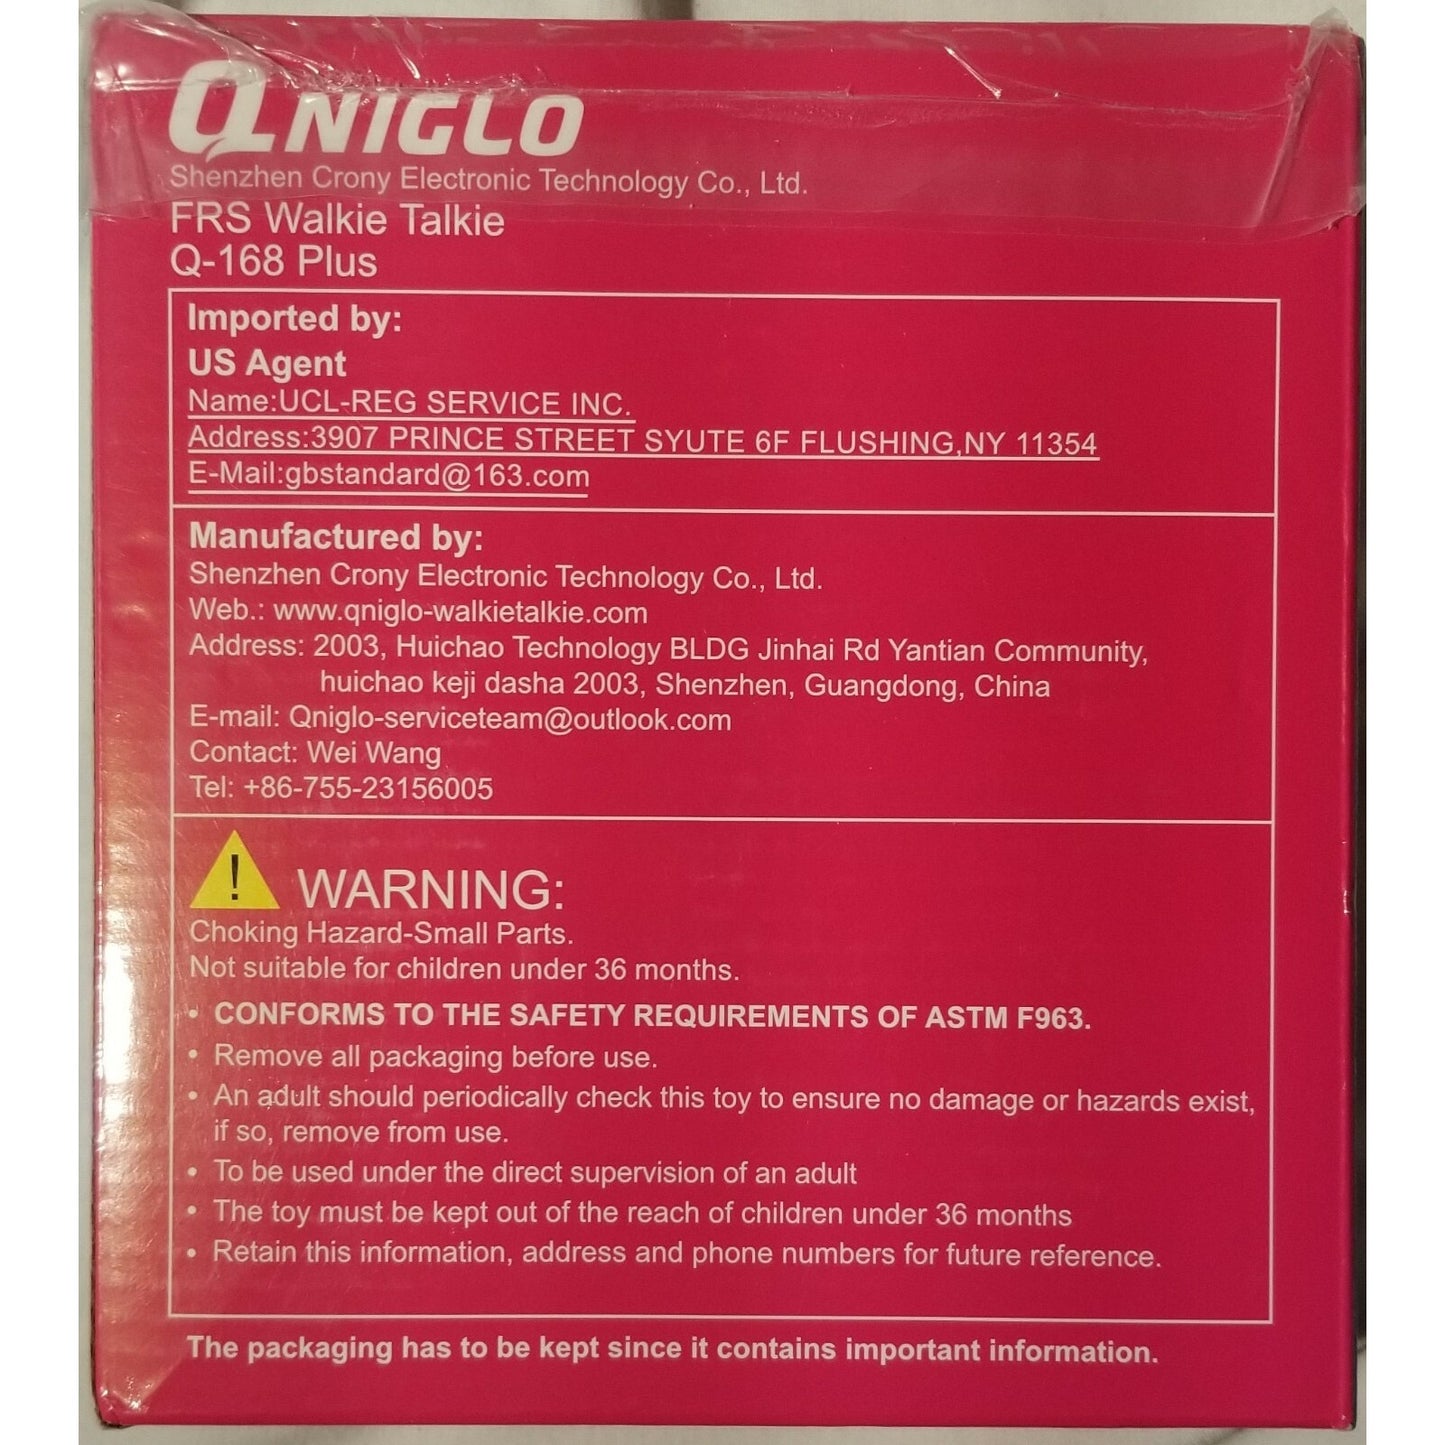 QNIGLO
Shenzhen Crony Electronic Technology Co., Ltd.
FRS Walkie Talkie
Q-168 Plus
Imported by:
US Agent
Name:UCL-REG SERVICE INC.
Address:3907 PRINCE STREET SYUTE 6F FLUSHING,NY 11354
E-Mail:gbstandard@163.com
Manufactured by:
Shenzhen Crony Electronic Technology Co., Ltd.
Web.: www.qniglo-walkietalkie.com
Address: 2003, Huichao Technology BLDG Jinhai Rd Yantian Community,
huichao keji dasha 2003, Shenzhen, Guangdong, China
E-mail: Qniglo-serviceteam@outlook.com
Contact: Wei Wang
Tel: +86-755-23156005
! WARNING:
Choking Hazard-Small Parts.
Not suitable for children under 36 months.
• CONFORMS TO THE SAFETY REQUIREMENTS OF ASTM F963.
• Remove all packaging before use.
• An adult should periodically check this toy to ensure no damage or hazards exist,
if so, remove from use.
• To be used under the direct supervision of an adult
• The toy must be kept out of the reach of children under 36 months
• Retain this information, address and phone numbers for future reference.
The packaging has to be kept since it contains important information.